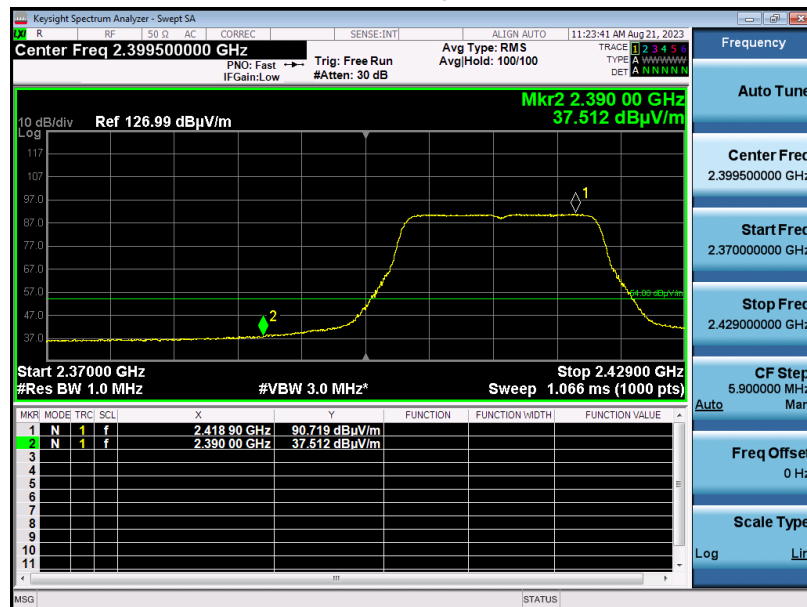 Keysight Spectrum Analyzer - Swept SA
LXI R RF 50 Ω AC CORREC SENSE:INT ALIGN AUTO 11:23:41 AM Aug 21, 2023
Center Freq 2.399500000 GHz
PNO: Fast
IFGain:Low
Trig: Free Run
#Atten: 30 dB
Avg Type: RMS
Avg|Hold: 100/100
TRACE 1 2 3 4 5 6
TYPE A WWWWW
DET A N N N N N
Mkr2 2.390 00 GHz
37.512 dBµV/m
10 dB/div Ref 126.99 dBµV/m
Log
117
107
97.0
87.0
77.0
67.0
57.0
47.0
37.0
1
2
54.00 dBµV/m
Start 2.37000 GHz Stop 2.42900 GHz
#Res BW 1.0 MHz #VBW 3.0 MHz* Sweep 1.066 ms (1000 pts)
MKR MODE TRC SCL X Y FUNCTION FUNCTION WIDTH FUNCTION VALUE
1 N 1 f 2.418 90 GHz 90.719 dBµV/m
2 N 1 f 2.390 00 GHz 37.512 dBµV/m
3
4
5
6
7
8
9
10
11
MSG STATUS
Frequency
Auto Tune
Center Freq
2.399500000 GHz
Start Freq
2.370000000 GHz
Stop Freq
2.429000000 GHz
CF Step
5.900000 MHz
Auto Man
Freq Offset
0 Hz
Scale Type
Log Lin